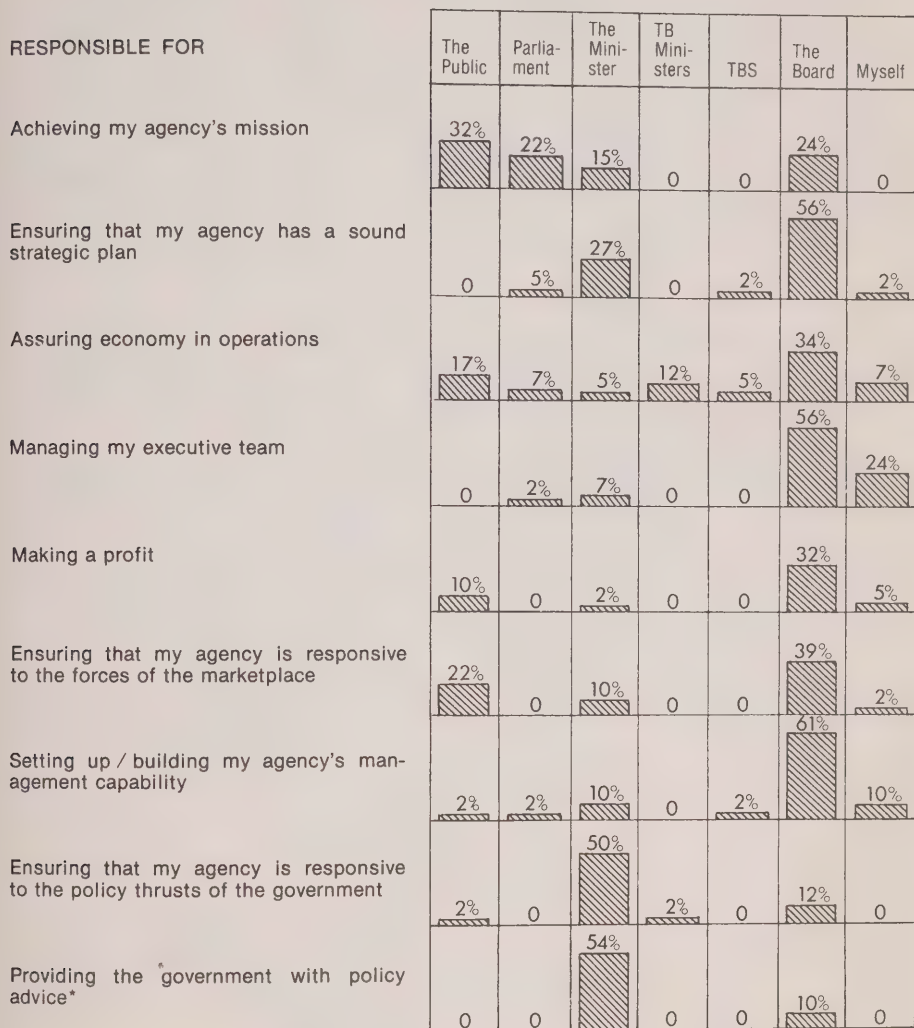 RESPONSIBLE FOR
The Public
Parlia-ment
The Mini-ster
TB Mini-sters
TBS
The Board
Myself
Achieving my agency's mission
32% 22% 15% 0 0 24% 0
Ensuring that my agency has a sound
strategic plan
0 5% 27% 0 2% 56% 2%
Assuring economy in operations
17% 7% 5% 12% 5% 34% 7%
Managing my executive team
0 2% 7% 0 0 56% 24%
Making a profit
10% 0 2% 0 0 32% 5%
Ensuring that my agency is responsive
to the forces of the marketplace
22% 0 10% 0 0 39% 2%
Setting up / building my agency's man-
agement capability
2% 2% 10% 0 2% 61% 10%
Ensuring that my agency is responsive
to the policy thrusts of the government
2% 0 50% 2% 0 12% 0
Providing the government with policy
advice*
0 0 54% 0 0 10% 0